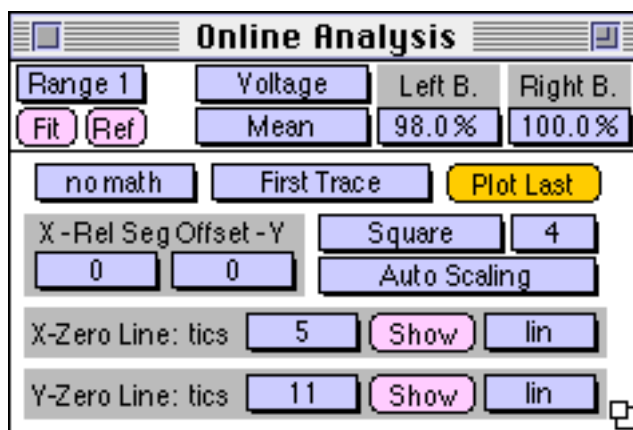 Online Analysis
Range 1 Voltage Left B. Right B.
Fit Ref Mean 98.0% 100.0%
no math First Trace Plot Last
X -Rel Seg Offset -Y Square 4
0 0 Auto Scaling
X-Zero Line: tics 5 Show lin
Y-Zero Line: tics 11 Show lin